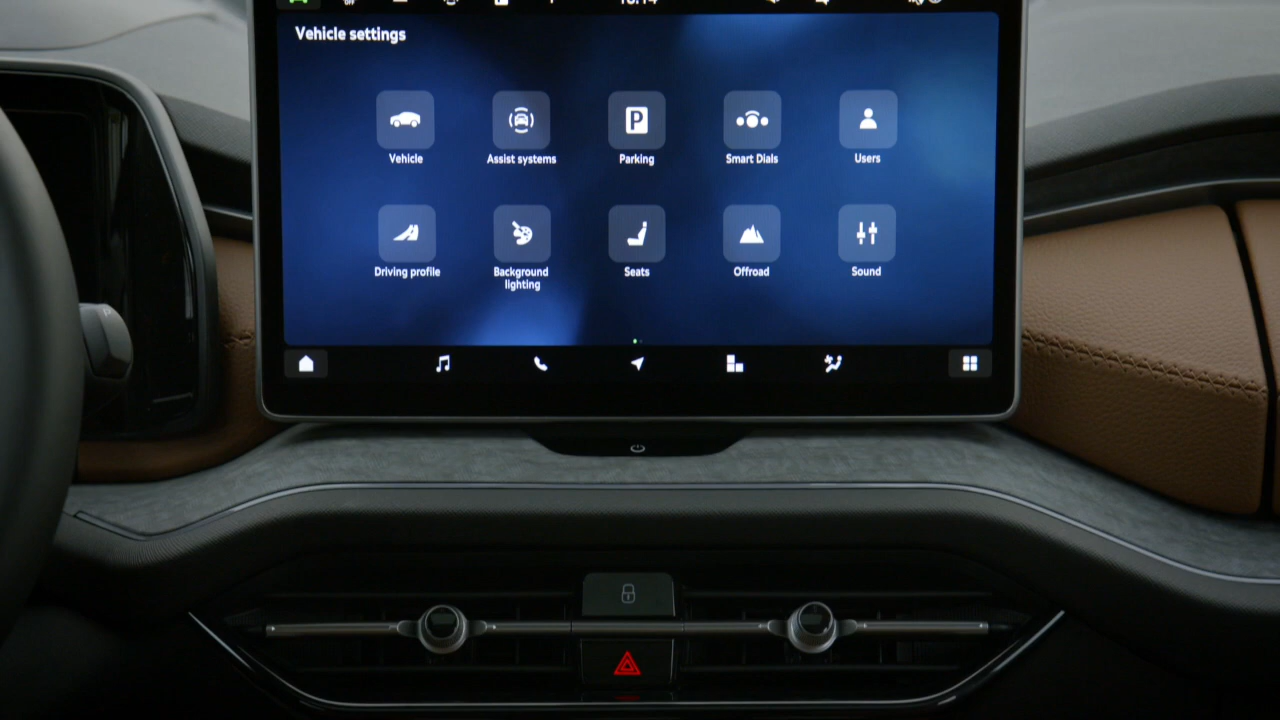 Vehicle settings
Vehicle
Assist systems
Parking
Smart Dials
Users
Driving profile
Background
lighting
Seats
Offroad
Sound